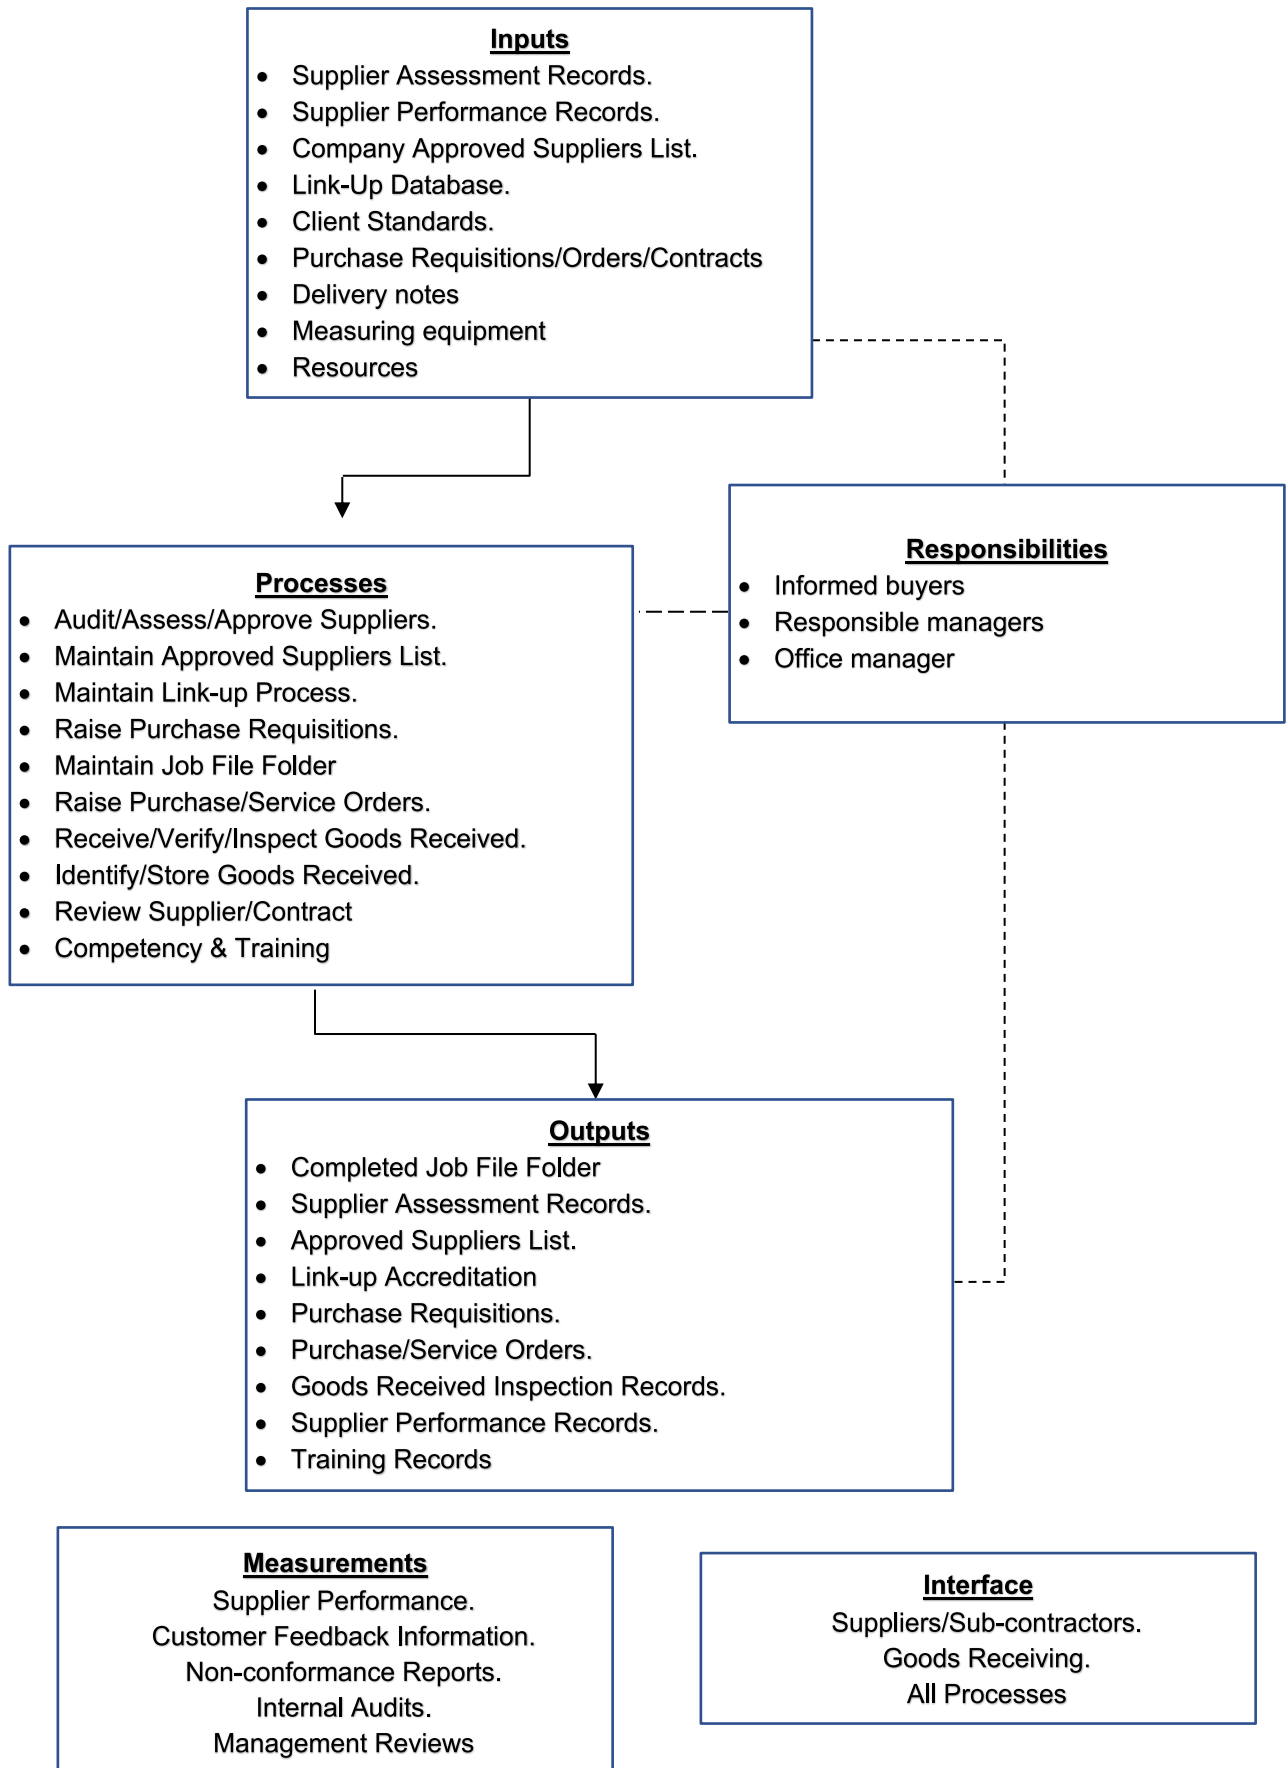 Inputs
• Supplier Assessment Records.
• Supplier Performance Records.
• Company Approved Suppliers List.
• Link-Up Database.
• Client Standards.
• Purchase Requisitions/Orders/Contracts
• Delivery notes
• Measuring equipment
• Resources
Responsibilities
• Informed buyers
• Responsible managers
• Office manager
Processes
• Audit/Assess/Approve Suppliers.
• Maintain Approved Suppliers List.
• Maintain Link-up Process.
• Raise Purchase Requisitions.
• Maintain Job File Folder
• Raise Purchase/Service Orders.
• Receive/Verify/Inspect Goods Received.
• Identify/Store Goods Received.
• Review Supplier/Contract
• Competency & Training
Outputs
• Completed Job File Folder
• Supplier Assessment Records.
• Approved Suppliers List.
• Link-up Accreditation
• Purchase Requisitions.
• Purchase/Service Orders.
• Goods Received Inspection Records.
• Supplier Performance Records.
• Training Records
Measurements
Supplier Performance.
Customer Feedback Information.
Non-conformance Reports.
Internal Audits.
Management Reviews
Interface
Suppliers/Sub-contractors.
Goods Receiving.
All Processes